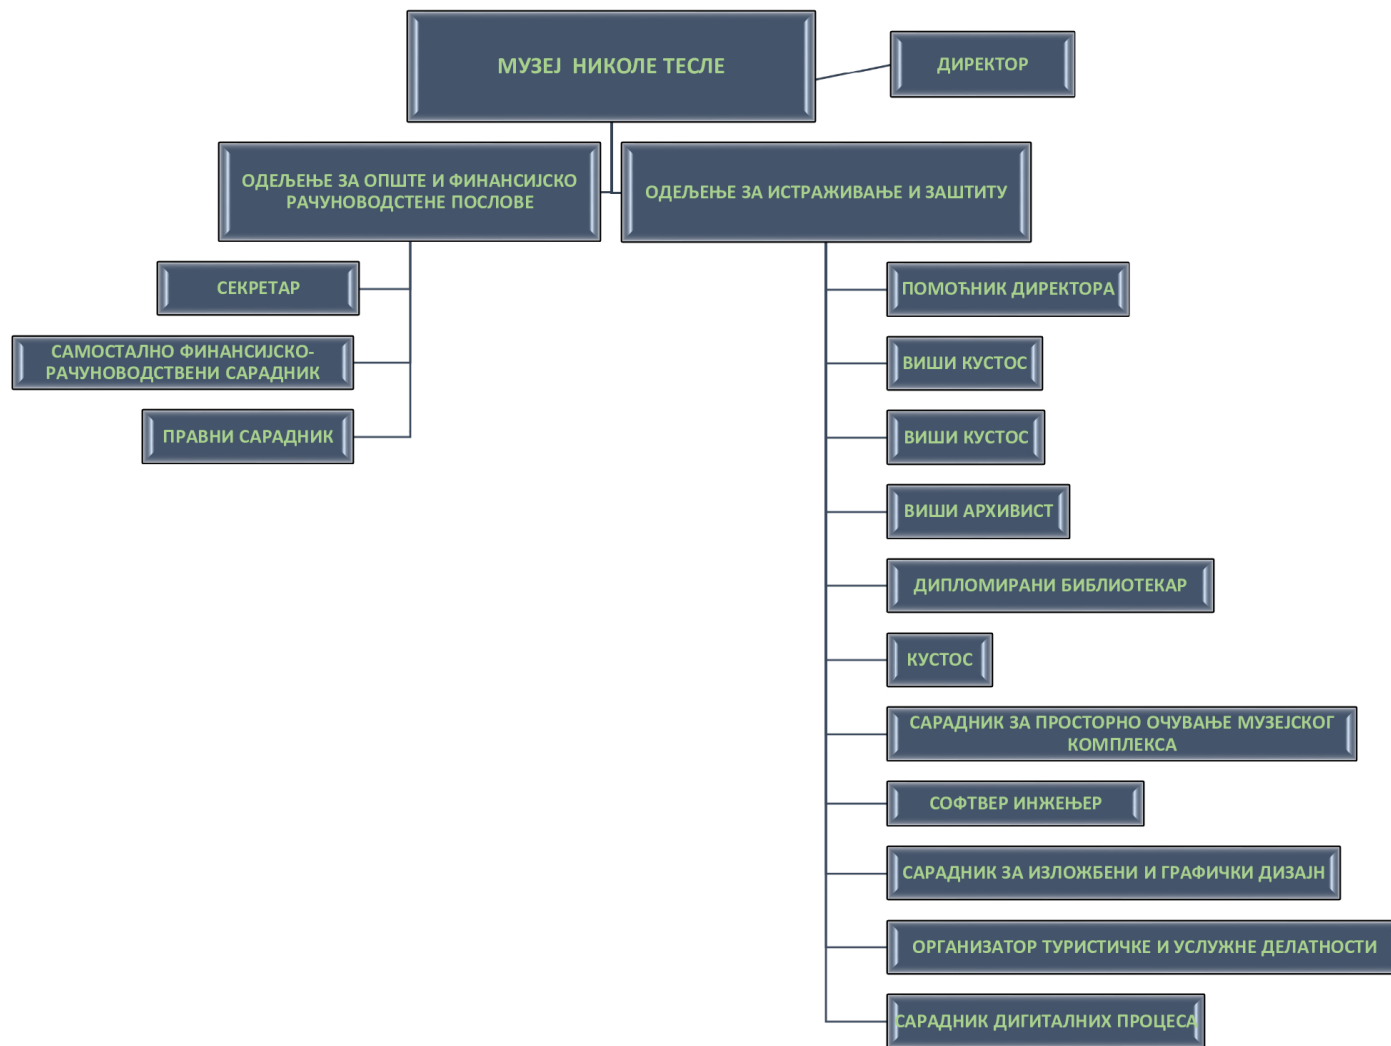 МУЗЕЈ НИКОЛЕ ТЕСЛЕ
ДИРЕКТОР
ОДЕЉЕЊЕ ЗА ОПШТЕ И ФИНАНСИЈСКО
РАЧУНОВОДСТЕНЕ ПОСЛОВЕ
ОДЕЉЕЊЕ ЗА ИСТРАЖИВАЊЕ И ЗАШТИТУ
СЕКРЕТАР
САМОСТАЛНО ФИНАНСИЈСКО-
РАЧУНОВОДСТВЕНИ САРАДНИК
ПРАВНИ САРАДНИК
ПОМОЋНИК ДИРЕКТОРА
ВИШИ КУСТОС
ВИШИ КУСТОС
ВИШИ АРХИВИСТ
ДИПЛОМИРАНИ БИБЛИОТЕКАР
КУСТОС
САРАДНИК ЗА ПРОСТОРНО ОЧУВАЊЕ МУЗЕЈСКОГ
КОМПЛЕКСА
СОФТВЕР ИНЖЕЊЕР
САРАДНИК ЗА ИЗЛОЖБЕНИ И ГРАФИЧКИ ДИЗАЈН
ОРГАНИЗАТОР ТУРИСТИЧКЕ И УСЛУЖНЕ ДЕЛАТНОСТИ
САРАДНИК ДИГИТАЛНИХ ПРОЦЕСА